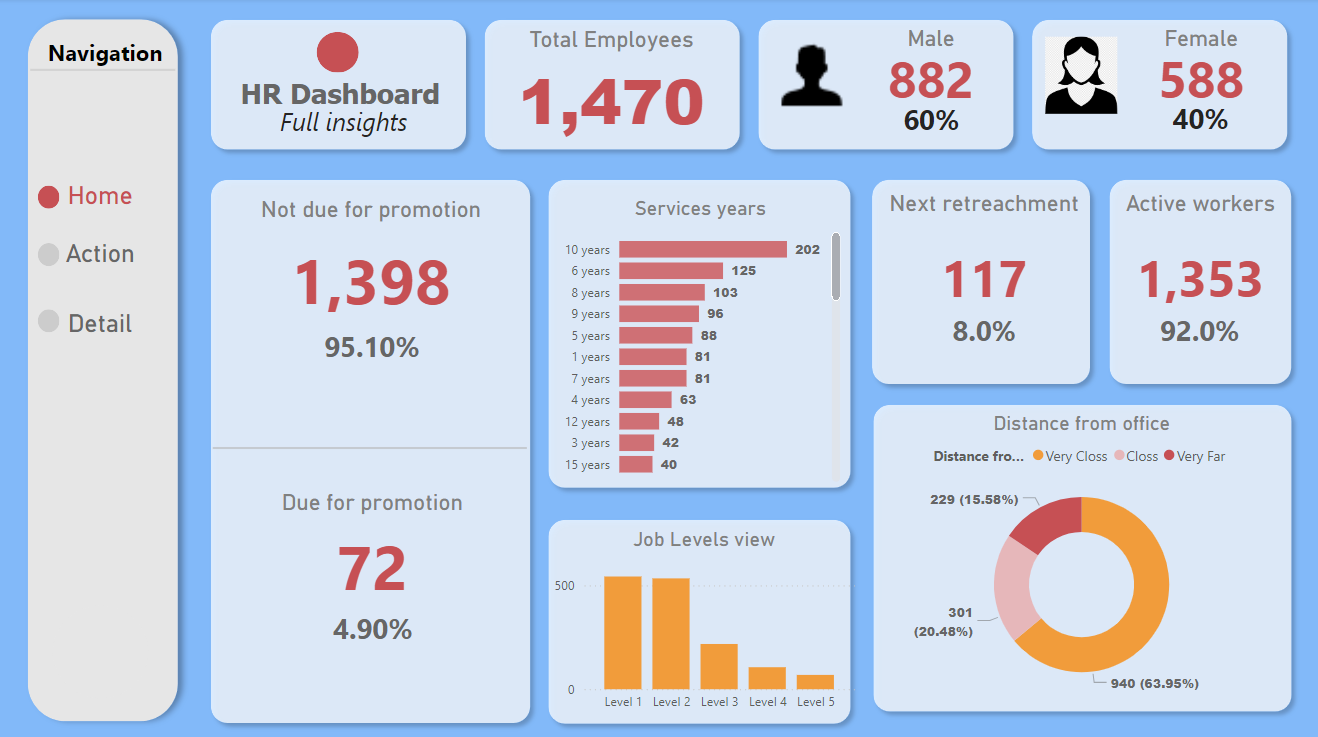 Navigation
Home
Action
Detail
HR Dashboard
Full insights
Total Employees
1,470
Male
882
60%
Female
588
40%
Not due for promotion
1,398
95.10%
Due for promotion
72
4.90%
Services years
10 years 202
6 years 125
8 years 103
9 years 96
5 years 88
1 years 81
7 years 81
4 years 63
12 years 48
3 years 42
15 years 40
Job Levels view
500
0
Level 1 Level 2 Level 3 Level 4 Level 5
Next retreachment
117
8.0%
Active workers
1,353
92.0%
Distance from office
Distance fro... Very Closs Closs Very Far
229 (15.58%)
301
(20.48%)
940 (63.95%)